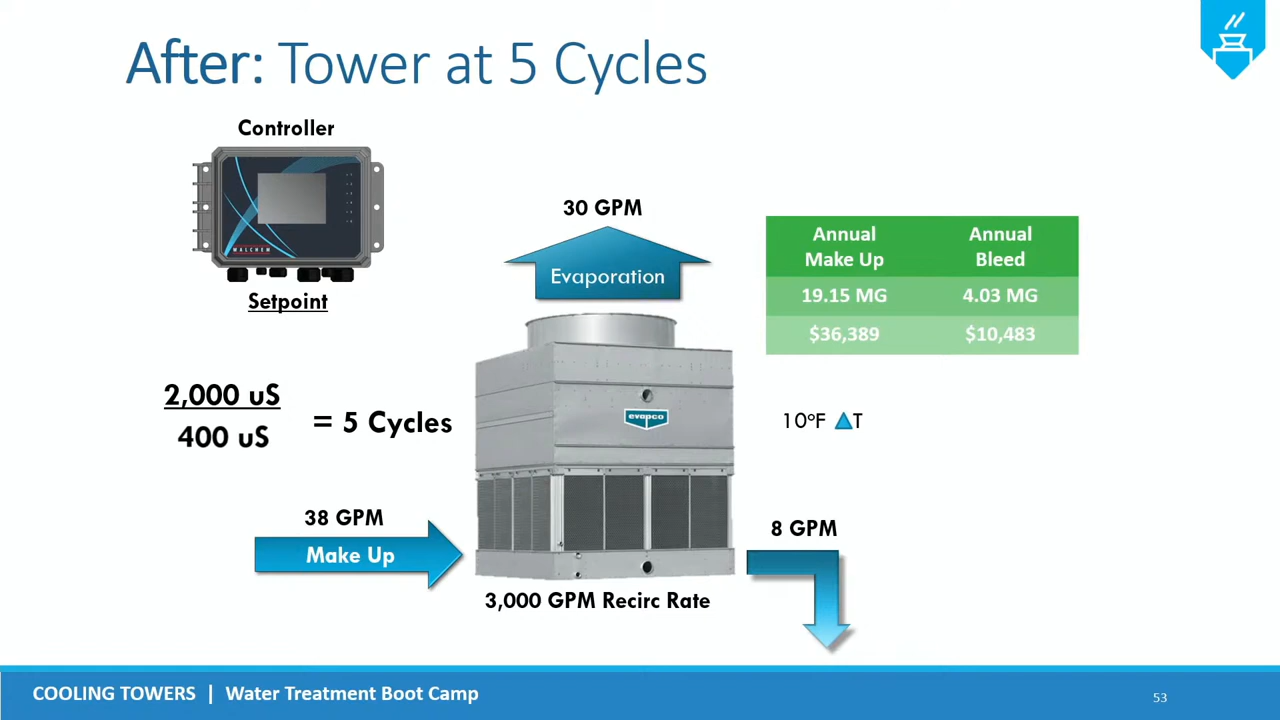 After: Tower at 5 Cycles
Controller
WALCHEM
Setpoint
2,000 uS
400 uS
= 5 Cycles
30 GPM
Evaporation
evapco
38 GPM
Make Up
3,000 GPM Recirc Rate
Annual Annual
Make Up Bleed
19.15 MG 4.03 MG
$36,389 $10,483
10°F T
8 GPM
COOLING TOWERS | Water Treatment Boot Camp
53